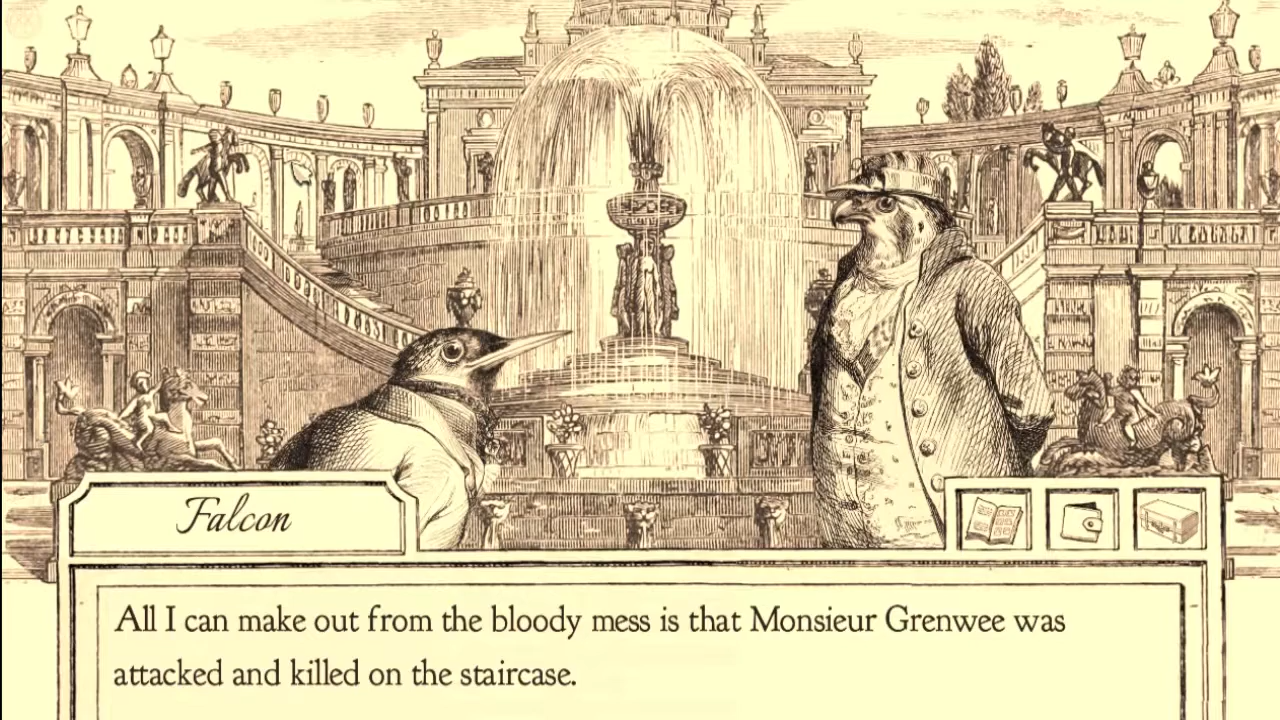 Falcon
All I can make out from the bloody mess is that Monsieur Grenwee was
attacked and killed on the staircase.